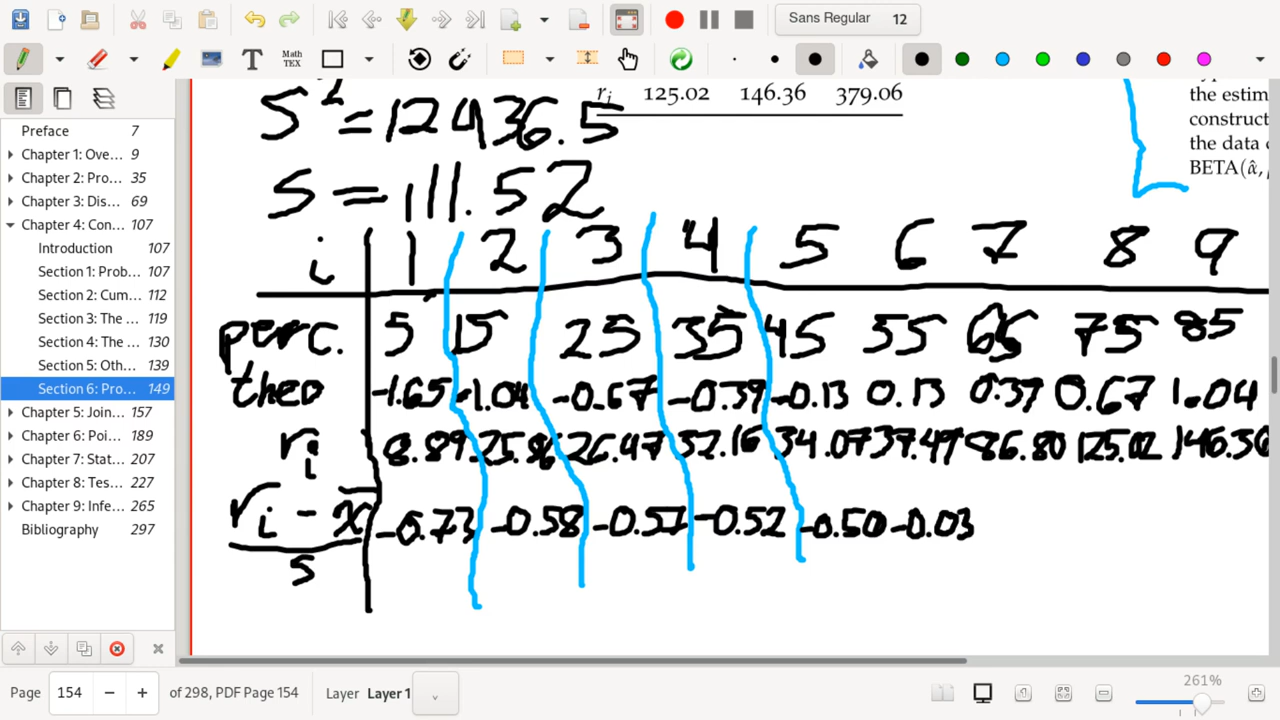 Sans Regular 12
T Math TEX
Preface 7
Chapter 1: Ove... 9
Chapter 2: Pro... 35
Chapter 3: Dis... 69
Chapter 4: Con... 107
Introduction 107
Section 1: Prob... 107
Section 2: Cum... 112
Section 3: The ... 119
Section 4: The ... 130
Section 5: Oth... 139
Section 6: Pro... 149
Chapter 5: Join... 157
Chapter 6: Poi... 189
Chapter 7: Stat... 207
Chapter 8: Tes... 227
Chapter 9: Infe... 265
Bibliography 297
r_i 125.02 146.36 379.06
the estim
construct
the data
BETA(α̂,
S² = 12436.5
S = 111.52
i 1 2 3 4 5 6 7 8 9
perc. 5 15 25 35 45 55 65 75 85
theo -1.65 -1.04 -0.67 -0.39 -0.13 0.13 0.39 0.67 1.04
r_i 8.89 25.86 26.47 32.16 34.07 37.49 86.80 125.02 146.36
r_i - x̄ -0.73 -0.58 -0.57 -0.52 -0.50 -0.03
s
Page 154 of 298, PDF Page 154 Layer Layer 1 261%